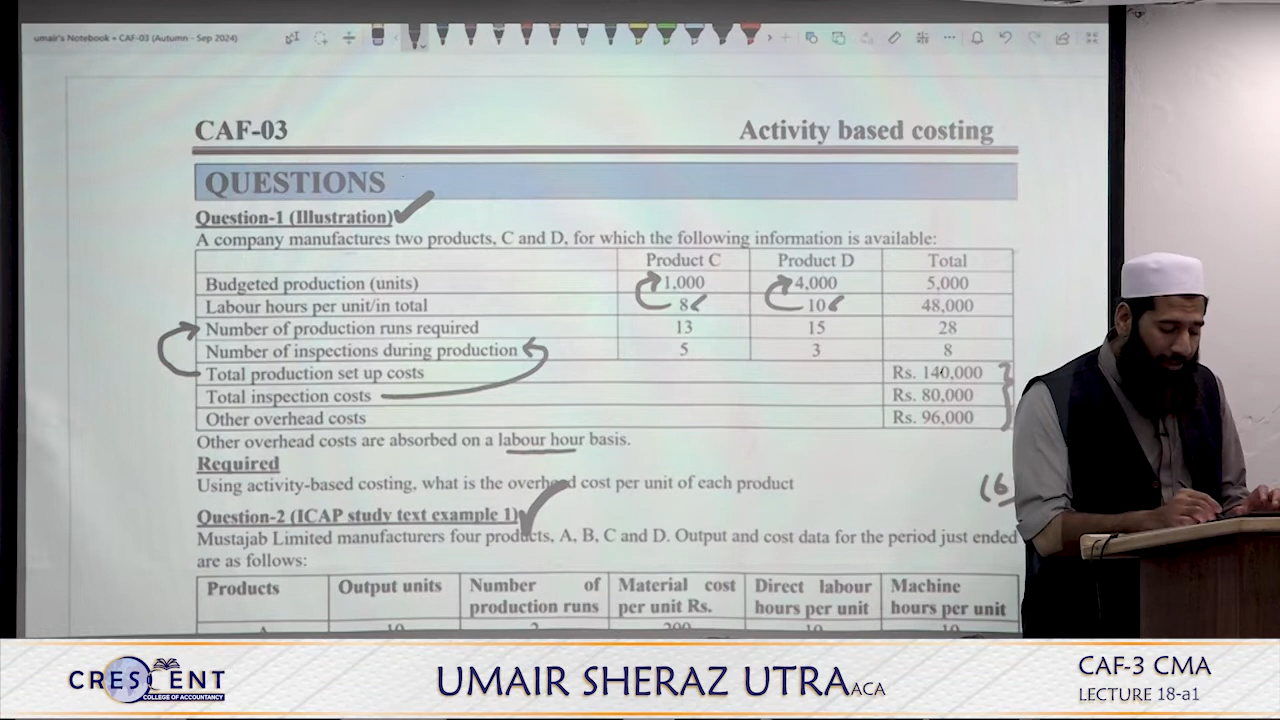 umair's Notebook • CAF-03 (Autumn - Sep 2024)
CAF-03 Activity based costing
QUESTIONS
Question-1 (Illustration)
A company manufactures two products, C and D, for which the following information is available:
Product C Product D Total
Budgeted production (units) 1,000 4,000 5,000
Labour hours per unit/in total 8 10 48,000
Number of production runs required 13 15 28
Number of inspections during production 5 3 8
Total production set up costs Rs. 140,000
Total inspection costs Rs. 80,000
Other overhead costs Rs. 96,000
Other overhead costs are absorbed on a labour hour basis.
Required
Using activity-based costing, what is the overhead cost per unit of each product
(6
Question-2 (ICAP study text example 1)
Mustajab Limited manufacturers four products, A, B, C and D. Output and cost data for the period just ended
are as follows:
Products Output units Number of Material cost Direct labour Machine
production runs per unit Rs. hours per unit hours per unit
CRESCENT
COLLEGE OF ACCOUNTANCY
UMAIR SHERAZ UTRA ACA
CAF-3 CMA
LECTURE 18-a1